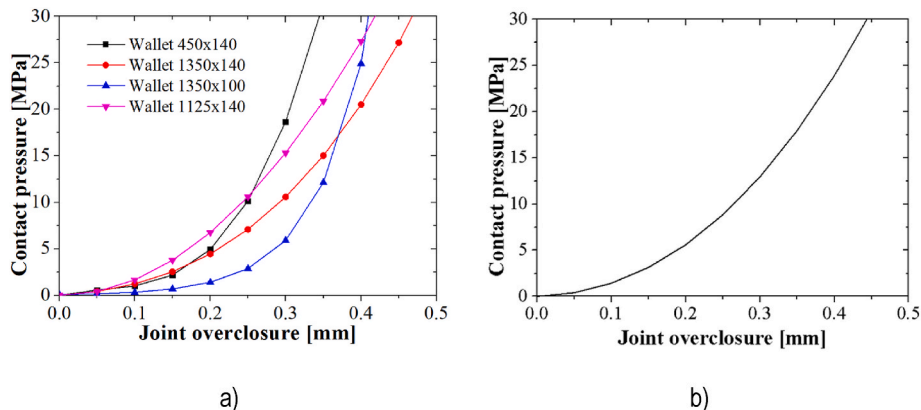 30
25
20
15
10
5
0
Contact pressure [MPa]
Wallet 450x140
Wallet 1350x140
Wallet 1350x100
Wallet 1125x140
0.0 0.1 0.2 0.3 0.4 0.5
Joint overclosure [mm]
a)
30
25
20
15
10
5
0
Contact pressure [MPa]
0.0 0.1 0.2 0.3 0.4 0.5
Joint overclosure [mm]
b)